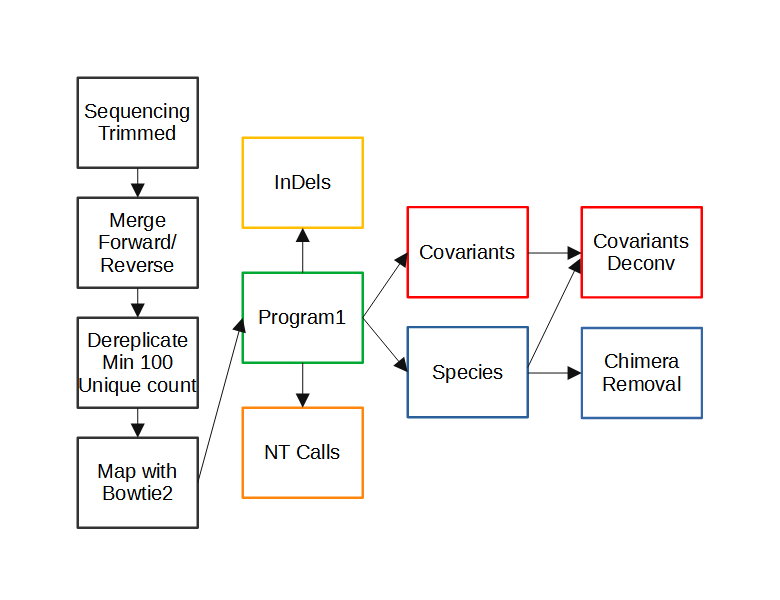 Sequencing
Trimmed
Merge
Forward/
Reverse
Dereplicate
Min 100
Unique count
Map with
Bowtie2
InDels
Program1
NT Calls
Covariants
Species
Covariants
Deconv
Chimera
Removal